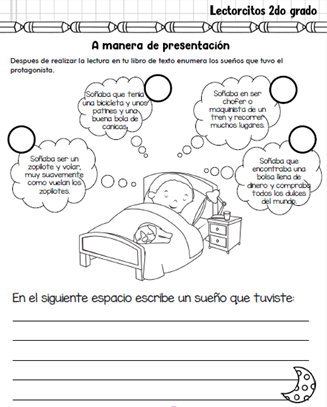 Lectorcitos 2do grado
A manera de presentación
Después de realizar la lectura en tu libro de texto enumera los sueños que tuvo el
protagonista.
Soñaba que tenía
una bicicleta y unos
patines y una
buena bola de
canicas.
Soñaba en ser
chofer o
maquinista de un
tren y recorrer
muchos lugares.
Soñaba ser un
zopilote y volar,
muy suavemente
como vuelan los
zopilotes.
Soñaba que
encontraba una
bolsa llena de
dinero y compraba
todos los dulces
del mundo.
En el siguiente espacio escribe un sueño que tuviste: